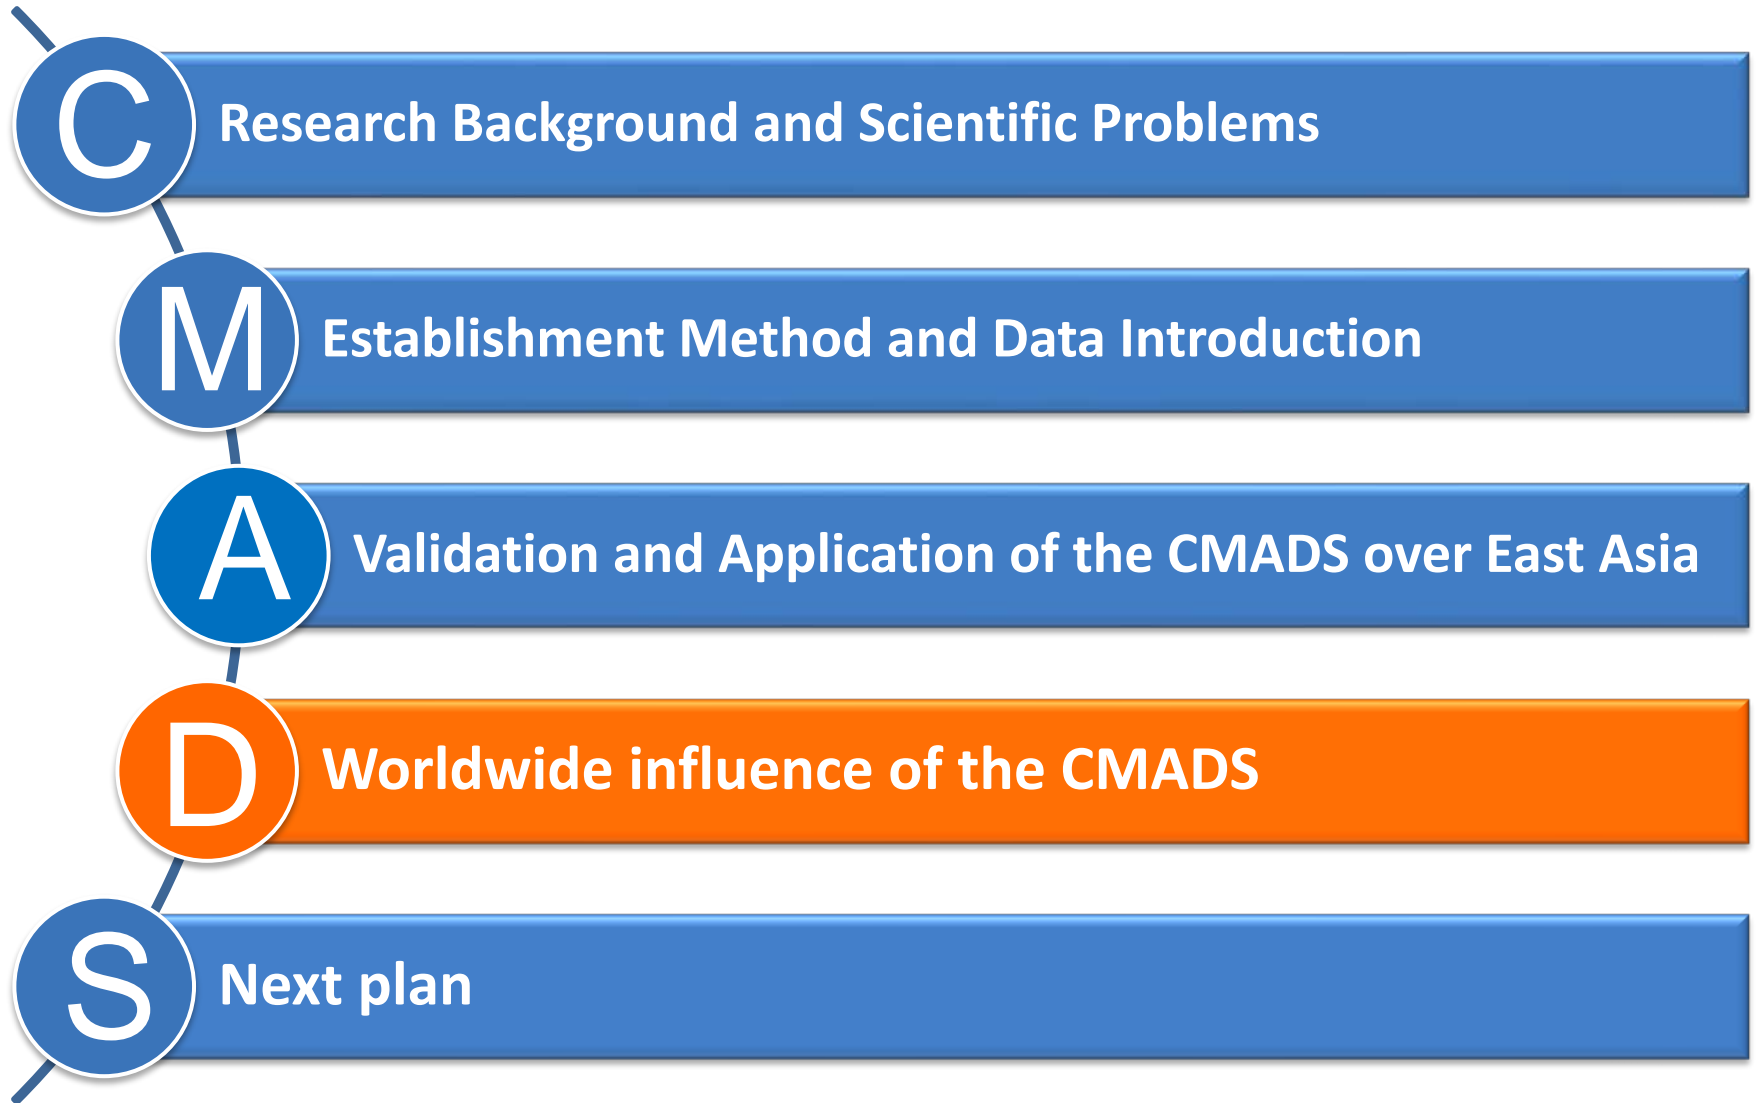 C Research Background and Scientific Problems
M Establishment Method and Data Introduction
A Validation and Application of the CMADS over East Asia
D Worldwide influence of the CMADS
S Next plan